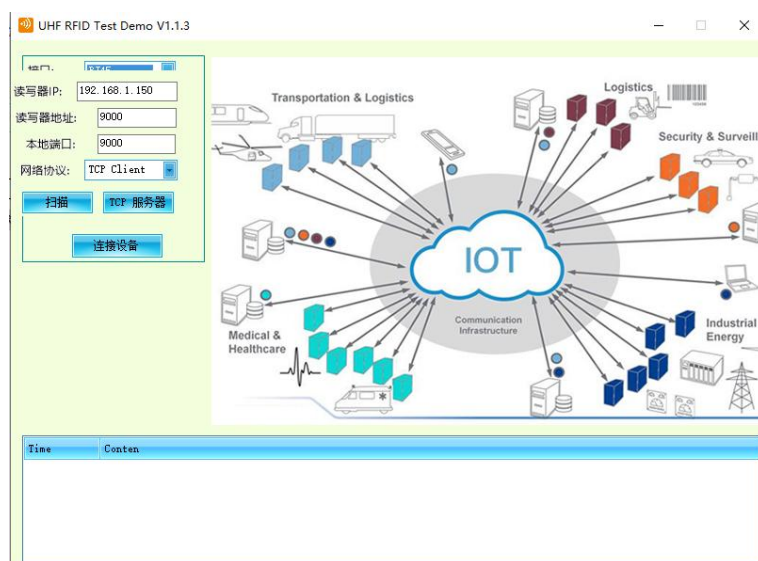 UHF RFID Test Demo V1.1.3
读写器IP: 192.168.1.150
读写器地址: 9000
本地端口: 9000
网络协议: TCP Client
扫描 TCP 服务器
连接设备
Transportation & Logistics
Logistics
Security & Surveill
IOT
Communication
Infrastructure
Medical &
Healthcare
Industrial
Energy
Time Conten